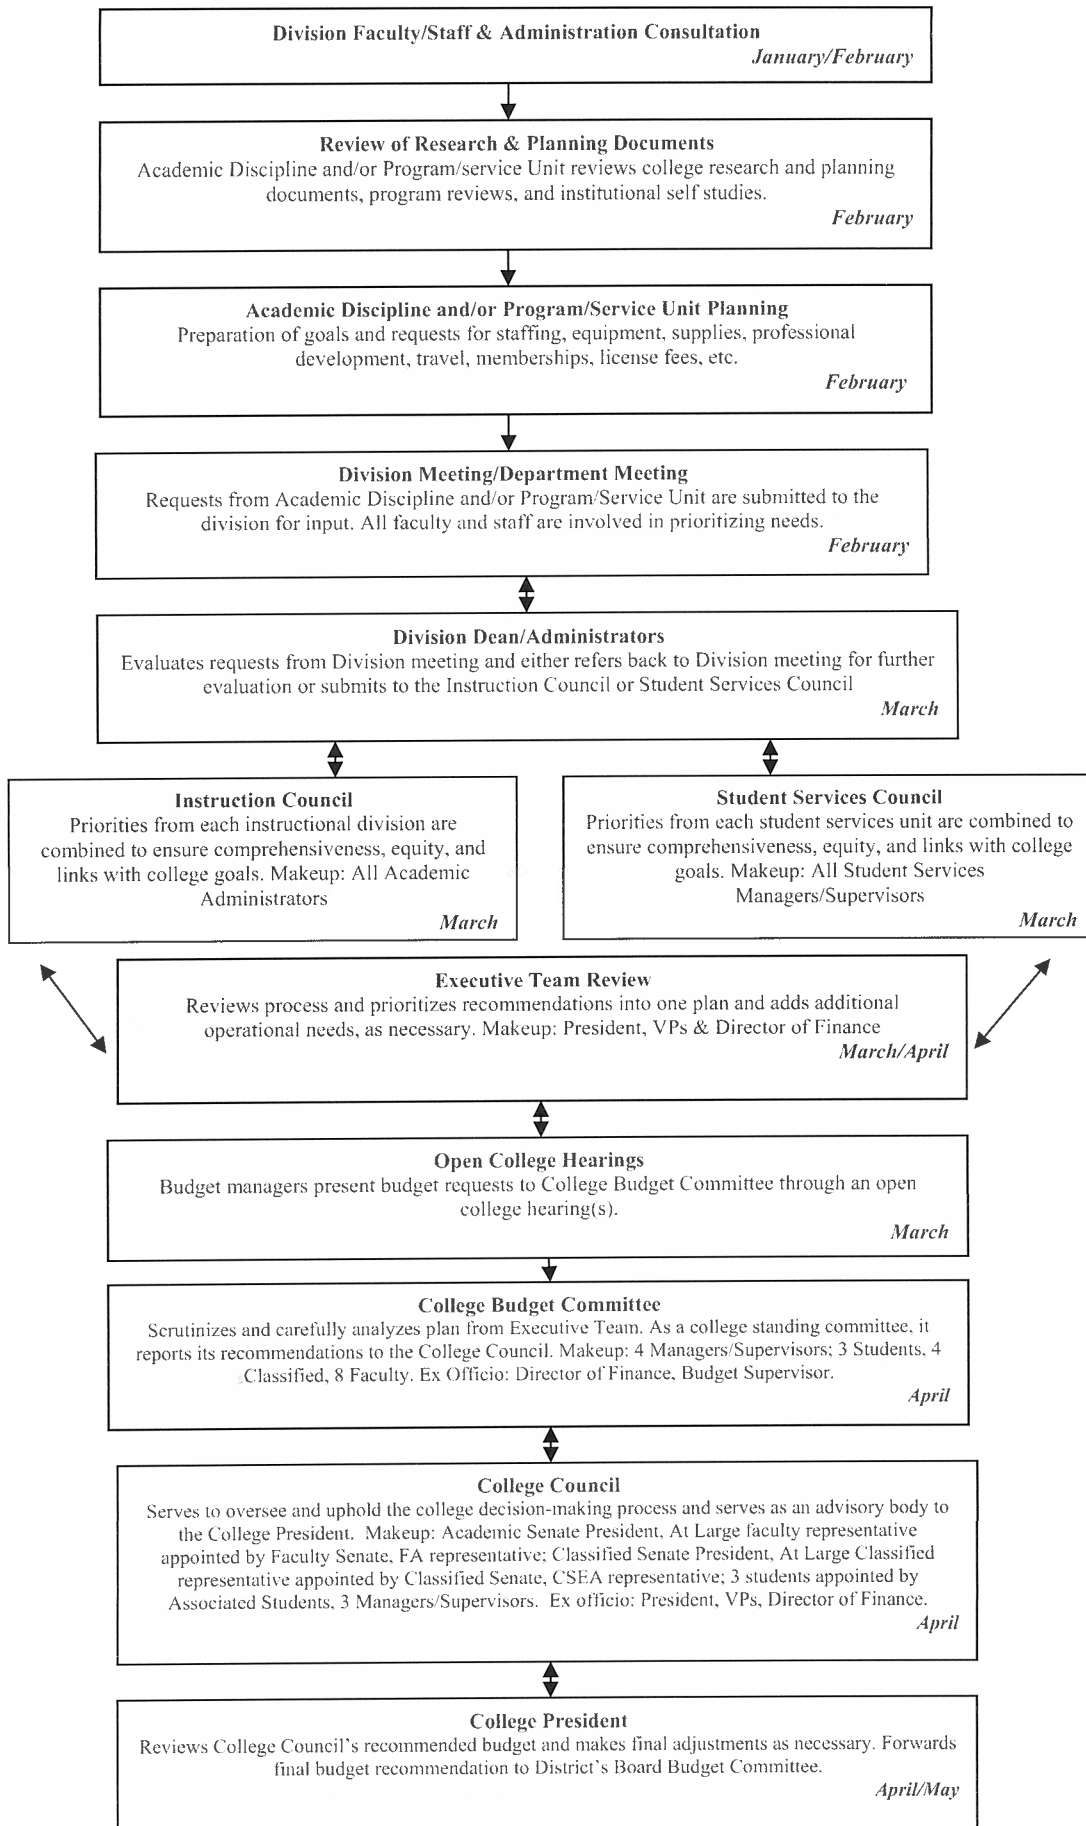 Division Faculty/Staff & Administration Consultation
January/February
Review of Research & Planning Documents
Academic Discipline and/or Program/service Unit reviews college research and planning
documents, program reviews, and institutional self studies.
February
Academic Discipline and/or Program/Service Unit Planning
Preparation of goals and requests for staffing, equipment, supplies, professional
development, travel, memberships, license fees, etc.
February
Division Meeting/Department Meeting
Requests from Academic Discipline and/or Program/Service Unit are submitted to the
division for input. All faculty and staff are involved in prioritizing needs.
February
Division Dean/Administrators
Evaluates requests from Division meeting and either refers back to Division meeting for further
evaluation or submits to the Instruction Council or Student Services Council
March
Instruction Council
Priorities from each instructional division are
combined to ensure comprehensiveness, equity, and
links with college goals. Makeup: All Academic
Administrators
March
Student Services Council
Priorities from each student services unit are combined to
ensure comprehensiveness, equity, and links with college
goals. Makeup: All Student Services
Managers/Supervisors
March
Executive Team Review
Reviews process and prioritizes recommendations into one plan and adds additional
operational needs, as necessary. Makeup: President, VPs & Director of Finance
March/April
Open College Hearings
Budget managers present budget requests to College Budget Committee through an open
college hearing(s).
March
College Budget Committee
Scrutinizes and carefully analyzes plan from Executive Team. As a college standing committee, it
reports its recommendations to the College Council. Makeup: 4 Managers/Supervisors; 3 Students, 4
Classified, 8 Faculty. Ex Officio: Director of Finance, Budget Supervisor.
April
College Council
Serves to oversee and uphold the college decision-making process and serves as an advisory body to
the College President. Makeup: Academic Senate President, At Large faculty representative
appointed by Faculty Senate, FA representative; Classified Senate President, At Large Classified
representative appointed by Classified Senate, CSEA representative; 3 students appointed by
Associated Students, 3 Managers/Supervisors. Ex officio: President, VPs, Director of Finance.
April
College President
Reviews College Council's recommended budget and makes final adjustments as necessary. Forwards
final budget recommendation to District's Board Budget Committee.
April/May